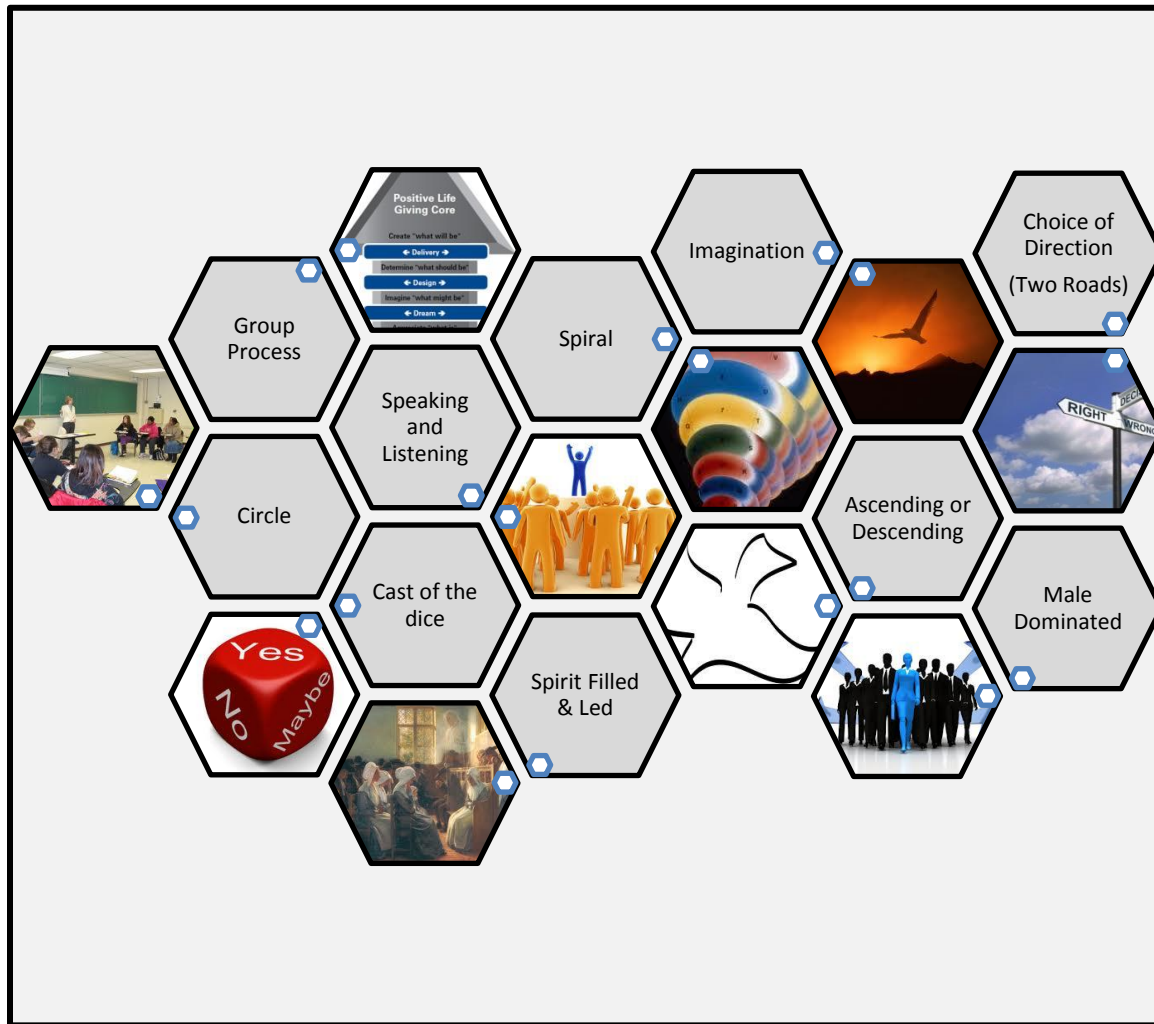 Positive Life
Giving Core
Create "what will be"
← Delivery →
Determine "what should be"
← Design →
Imagine "what might be"
← Dream →
Group
Process
Speaking
and
Listening
Circle
Cast of the
dice
Yes
No
Maybe
Spiral
Spirit Filled
& Led
Imagination
Ascending or
Descending
Choice of
Direction
(Two Roads)
RIGHT
WRONG
Male
Dominated